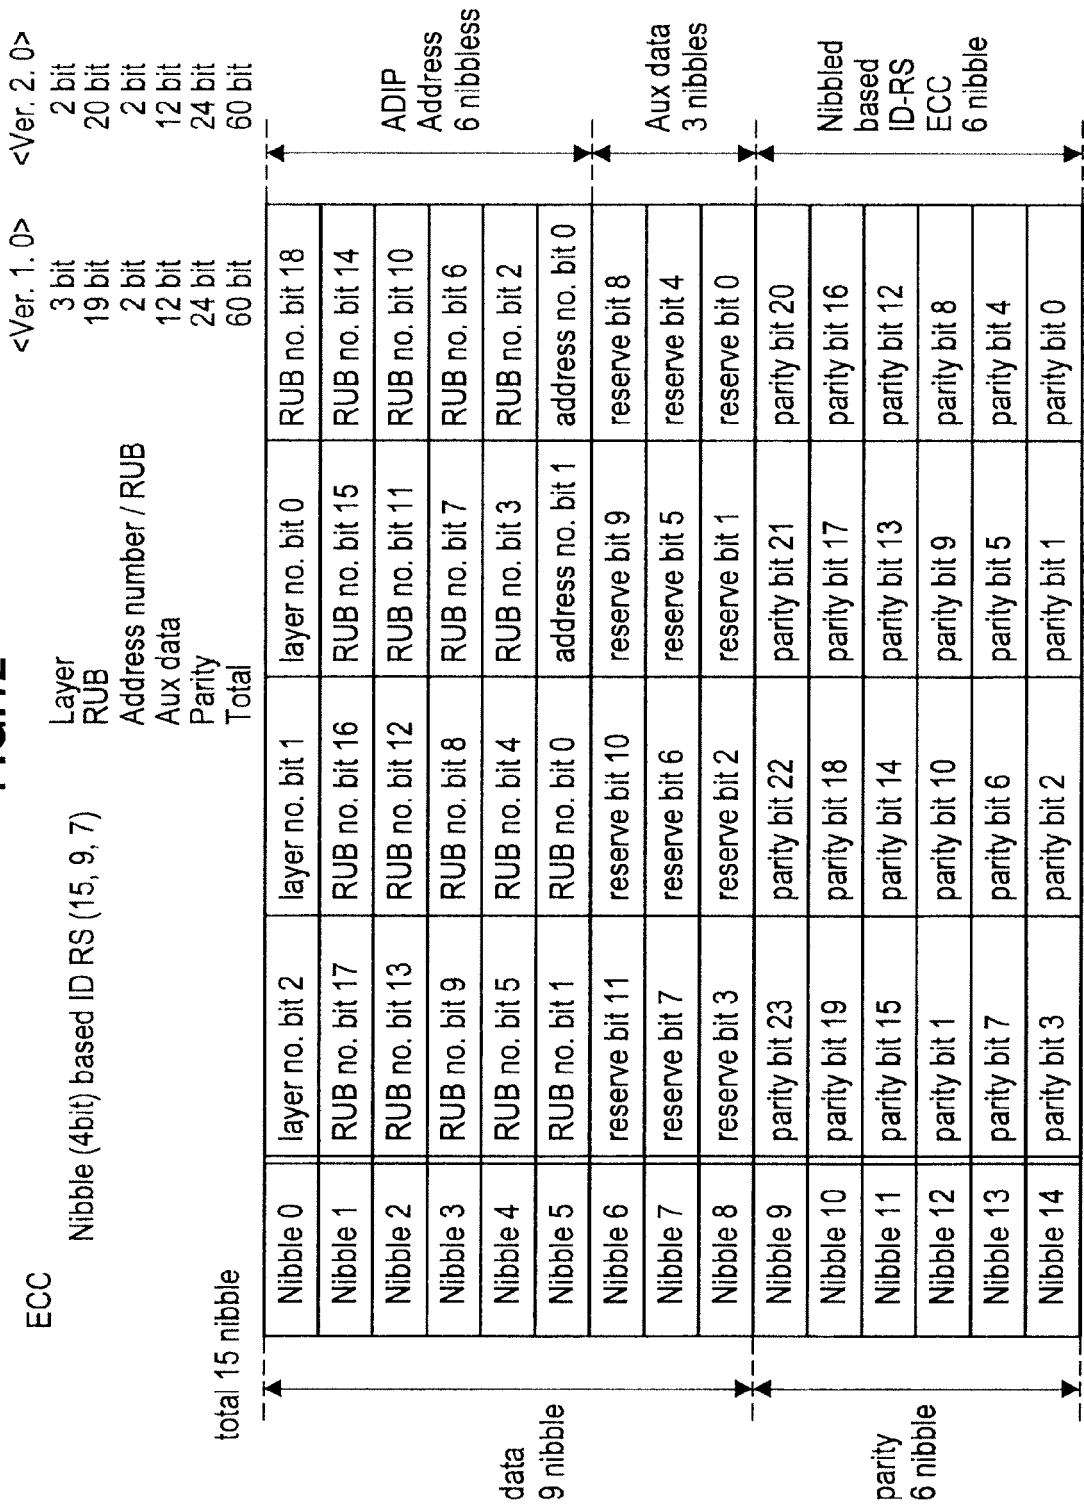 ECC
Nibble (4bit) based ID RS (15, 9, 7)
<Ver. 1. 0> <Ver. 2. 0>
Layer 3 bit 2 bit
RUB 19 bit 20 bit
Address number / RUB 2 bit 2 bit
Aux data 12 bit 12 bit
Parity 24 bit 24 bit
Total 60 bit 60 bit
total 15 nibble
Nibble 0 layer no. bit 2 layer no. bit 1 layer no. bit 0 RUB no. bit 18
Nibble 1 RUB no. bit 17 RUB no. bit 16 RUB no. bit 15 RUB no. bit 14
Nibble 2 RUB no. bit 13 RUB no. bit 12 RUB no. bit 11 RUB no. bit 10
Nibble 3 RUB no. bit 9 RUB no. bit 8 RUB no. bit 7 RUB no. bit 6
Nibble 4 RUB no. bit 5 RUB no. bit 4 RUB no. bit 3 RUB no. bit 2
Nibble 5 RUB no. bit 1 RUB no. bit 0 address no. bit 1 address no. bit 0
Nibble 6 reserve bit 11 reserve bit 10 reserve bit 9 reserve bit 8
Nibble 7 reserve bit 7 reserve bit 6 reserve bit 5 reserve bit 4
Nibble 8 reserve bit 3 reserve bit 2 reserve bit 1 reserve bit 0
Nibble 9 parity bit 23 parity bit 22 parity bit 21 parity bit 20
Nibble 10 parity bit 19 parity bit 18 parity bit 17 parity bit 16
Nibble 11 parity bit 15 parity bit 14 parity bit 13 parity bit 12
Nibble 12 parity bit 1 parity bit 10 parity bit 9 parity bit 8
Nibble 13 parity bit 7 parity bit 6 parity bit 5 parity bit 4
Nibble 14 parity bit 3 parity bit 2 parity bit 1 parity bit 0
data
9 nibble
parity
6 nibble
ADIP
Address
6 nibbless
Aux data
3 nibbles
Nibbled
based
ID-RS
ECC
6 nibble